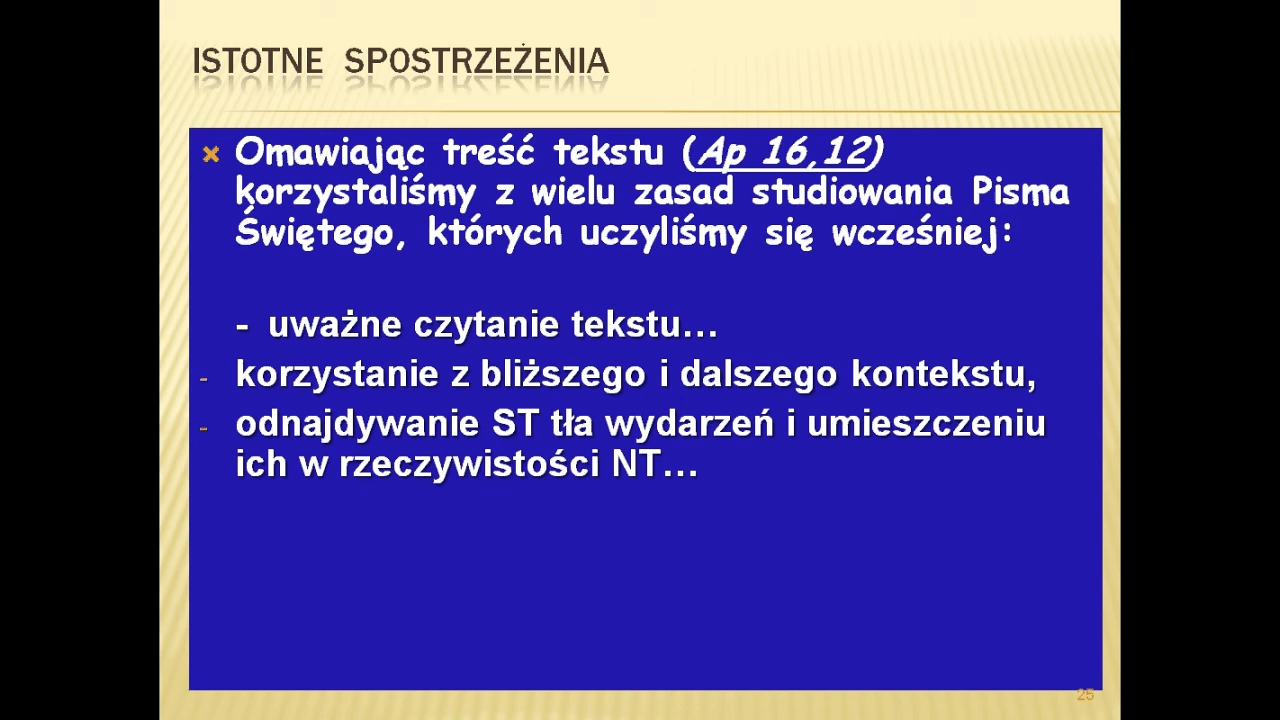 ISTOTNE SPOSTRZEŻENIA
Omawiając treść tekstu (Ap 16,12)
korzystaliśmy z wielu zasad studiowania Pisma
Świętego, których uczyliśmy się wcześniej:
- uważne czytanie tekstu…
- korzystanie z bliższego i dalszego kontekstu,
- odnajdywanie ST tła wydarzeń i umieszczeniu
ich w rzeczywistości NT…
25